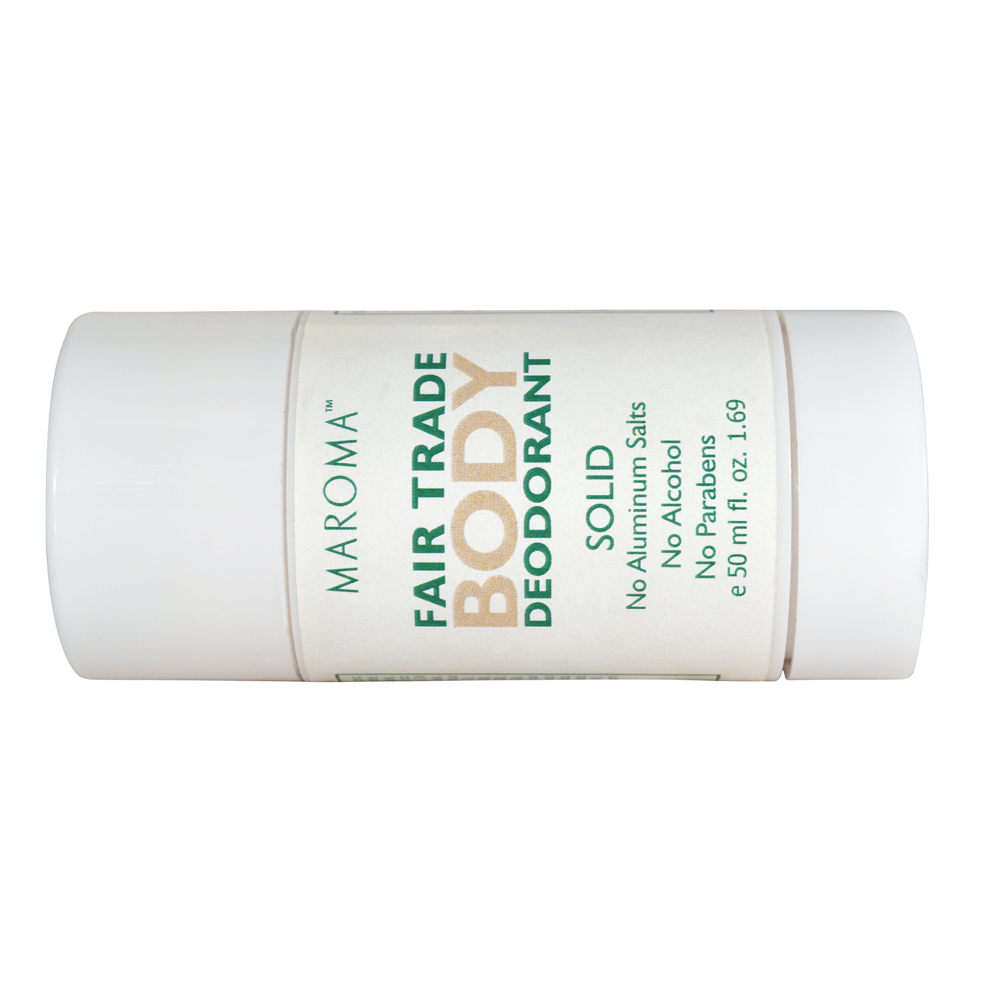 MAROMA™
FAIR TRADE
BODY
DEODORANT
SOLID
No Aluminum Salts
No Alcohol
No Parabens
e 50 ml fl. oz. 1.69